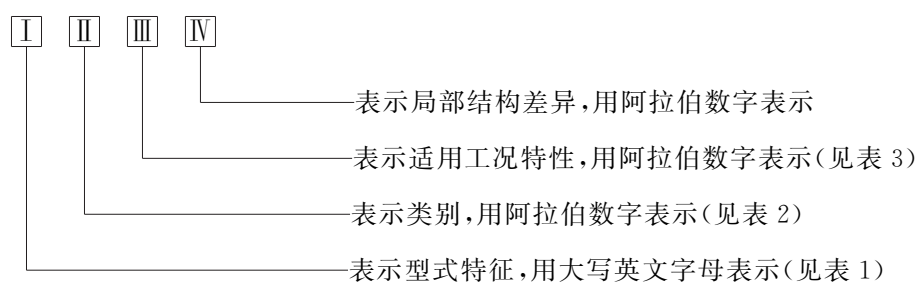 Ⅰ Ⅱ Ⅲ Ⅳ
表示局部结构差异,用阿拉伯数字表示
表示适用工况特性,用阿拉伯数字表示(见表 3)
表示类别,用阿拉伯数字表示(见表 2)
表示型式特征,用大写英文字母表示(见表 1)